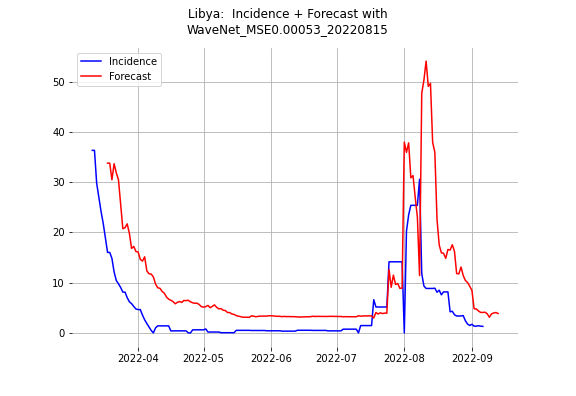 Libya:  Incidence + Forecast with
WaveNet_MSE0.00053_20220815
Incidence
Forecast
50
40
30
20
10
0
2022-04 2022-05 2022-06 2022-07 2022-08 2022-09